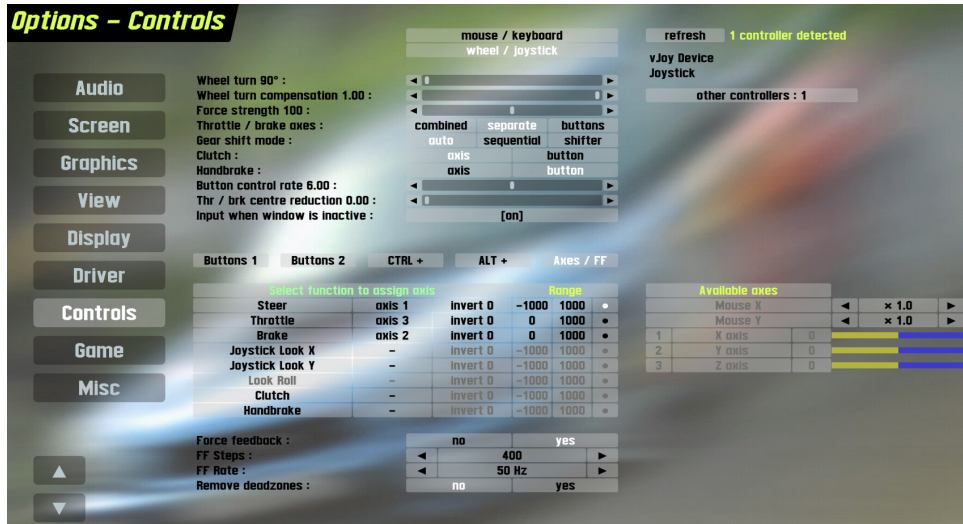 Options – Controls
mouse / keyboard
wheel / joystick
refresh 1 controller detected
vJoy Device
Joystick
other controllers : 1
Audio
Screen
Graphics
View
Display
Driver
Controls
Game
Misc
Wheel turn 90° :
Wheel turn compensation 1.00 :
Force strength 100 :
Throttle / brake axes : combined separate buttons
Gear shift mode : auto sequential shifter
Clutch : axis button
Handbrake : axis button
Button control rate 6.00 :
Thr / brk centre reduction 0.00 :
Input when window is inactive : [on]
Buttons 1 Buttons 2 CTRL + ALT + Axes / FF
Select function to assign axis Range
Steer axis 1 invert 0 -1000 1000
Throttle axis 3 invert 0 0 1000
Brake axis 2 invert 0 0 1000
Joystick Look X – invert 0 -1000 1000
Joystick Look Y – invert 0 -1000 1000
Look Roll – invert 0 -1000 1000
Clutch – invert 0 -1000 1000
Handbrake – invert 0 -1000 1000
Available axes
Mouse X × 1.0
Mouse Y × 1.0
1 X axis 0
2 Y axis 0
3 Z axis 0
Force feedback : no yes
FF Steps : 400
FF Rate : 50 Hz
Remove deadzones : no yes